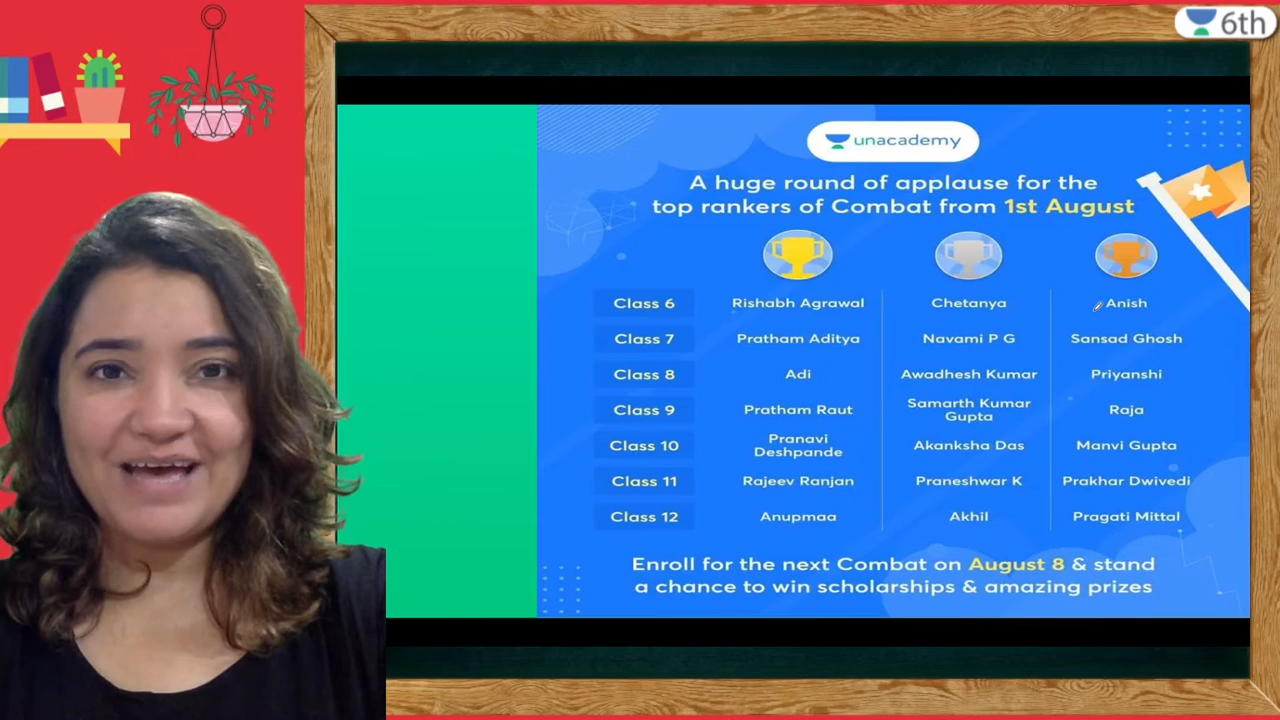 6th
unacademy
A huge round of applause for the
top rankers of Combat from 1st August
Class 6 Rishabh Agrawal Chetanya Anish
Class 7 Pratham Aditya Navami P G Sansad Ghosh
Class 8 Adi Awadhesh Kumar Priyanshi
Class 9 Pratham Raut Samarth Kumar Gupta Raja
Class 10 Pranavi Deshpande Akanksha Das Manvi Gupta
Class 11 Rajeev Ranjan Praneshwar K Prakhar Dwivedi
Class 12 Anupmaa Akhil Pragati Mittal
Enroll for the next Combat on August 8 & stand
a chance to win scholarships & amazing prizes